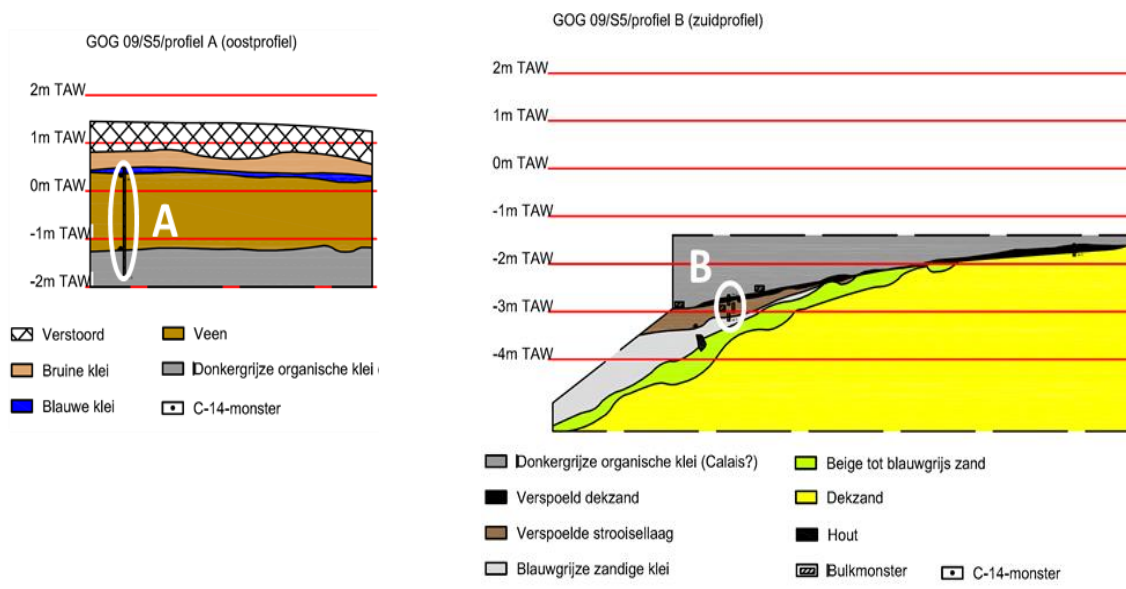 GOG 09/S5/profiel A (oostprofiel)
2m TAW
1m TAW
0m TAW
-1m TAW
-2m TAW
A
Verstoord
Veen
Bruine klei
Donkergrijze organische klei
Blauwe klei
C-14-monster
GOG 09/S5/profiel B (zuidprofiel)
2m TAW
1m TAW
0m TAW
-1m TAW
-2m TAW
-3m TAW
-4m TAW
B
Donkergrijze organische klei (Calais?)
Beige tot blauwgrijs zand
Verspoeld dekzand
Dekzand
Verspoelde strooisellaag
Hout
Blauwgrijze zandige klei
Bulkmonster
C-14-monster